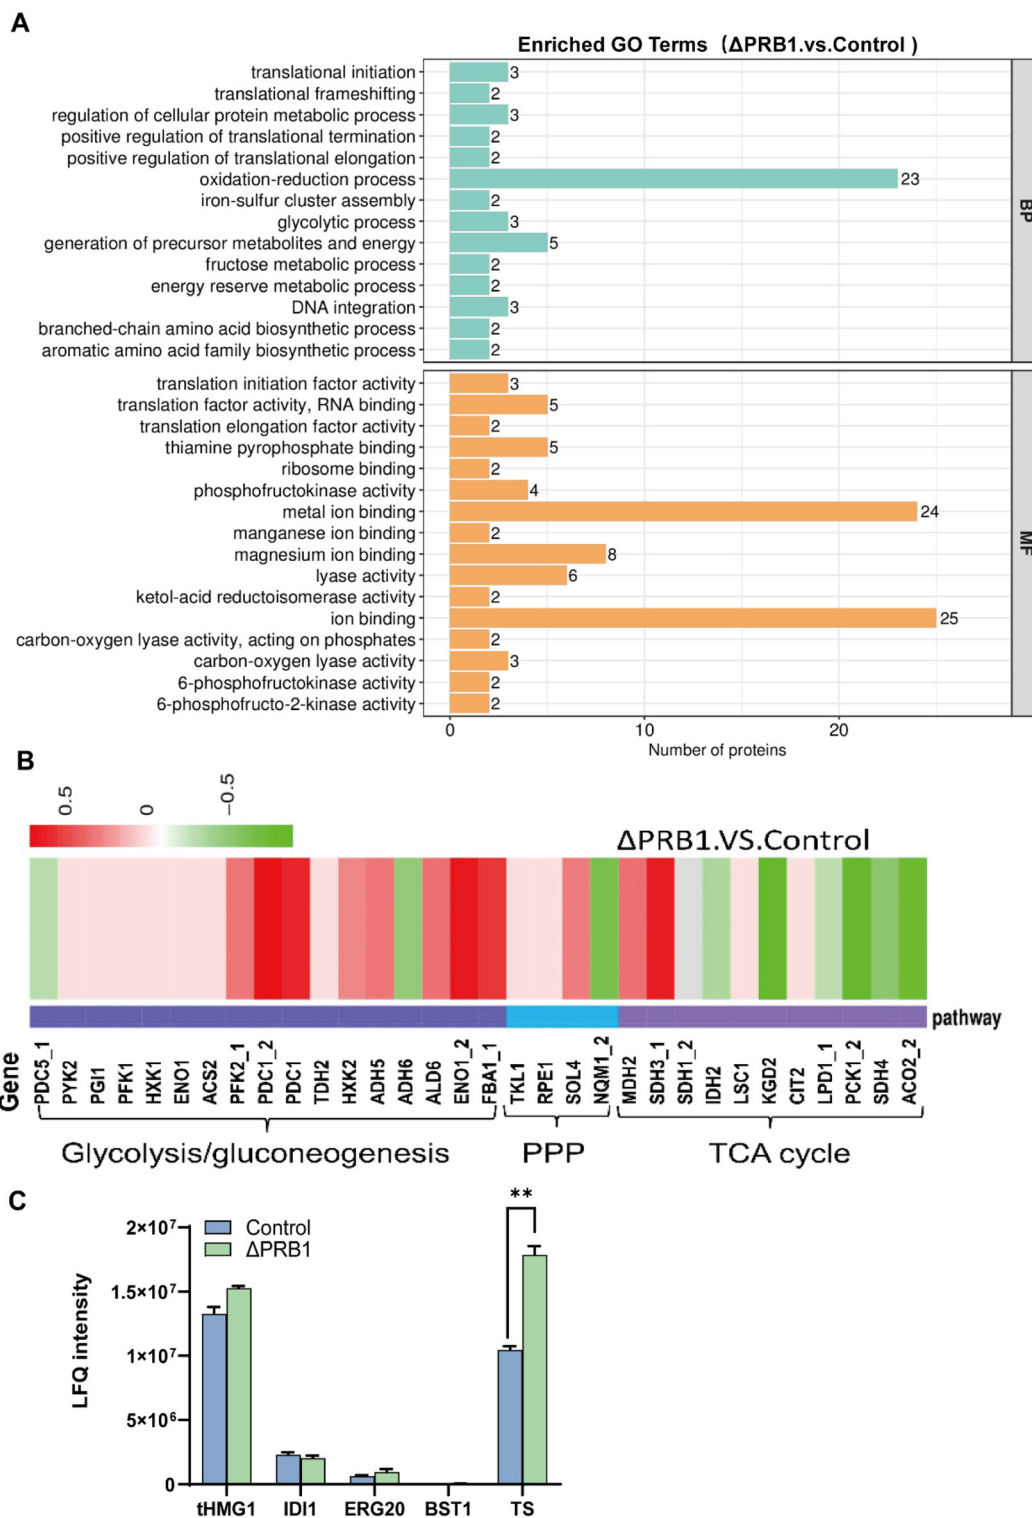 A
Enriched GO Terms (ΔPRB1.vs.Control )
translational initiation 3
translational frameshifting 2
regulation of cellular protein metabolic process 3
positive regulation of translational termination 2
positive regulation of translational elongation 2
oxidation-reduction process 23
iron-sulfur cluster assembly 2
glycolytic process 3
generation of precursor metabolites and energy 5
fructose metabolic process 2
energy reserve metabolic process 2
DNA integration 3
branched-chain amino acid biosynthetic process 2
aromatic amino acid family biosynthetic process 2
BP
translation initiation factor activity 3
translation factor activity, RNA binding 5
translation elongation factor activity 2
thiamine pyrophosphate binding 5
ribosome binding 2
phosphofructokinase activity 4
metal ion binding 24
manganese ion binding 2
magnesium ion binding 8
lyase activity 6
ketol-acid reductoisomerase activity 2
ion binding 25
carbon-oxygen lyase activity, acting on phosphates 2
carbon-oxygen lyase activity 3
6-phosphofructokinase activity 2
6-phosphofructo-2-kinase activity 2
MF
0 10 20
Number of proteins
B
0.5 0 -0.5
ΔPRB1.VS.Control
pathway
Gene
PDC5_1 PYK2 PGI1 PFK1 HXK1 ENO1 ACS2 PFK2_1 PDC1_2 PDC1 TDH2 HXK2 ADH5 ADH6 ALD6 ENO1_2 FBA1_1 TKL1 RPE1 SOL4 NQM1_2 MDH2 SDH3_1 SDH1_2 IDH2 LSC1 KGD2 CIT2 LPD1_1 PCK1_2 SDH4 ACO2_2
Glycolysis/gluconeogenesis PPP TCA cycle
C
Control
ΔPRB1
**
LFQ intensity
2×10⁷
1.5×10⁷
1×10⁷
5×10⁶
0
tHMG1 IDI1 ERG20 BST1 TS